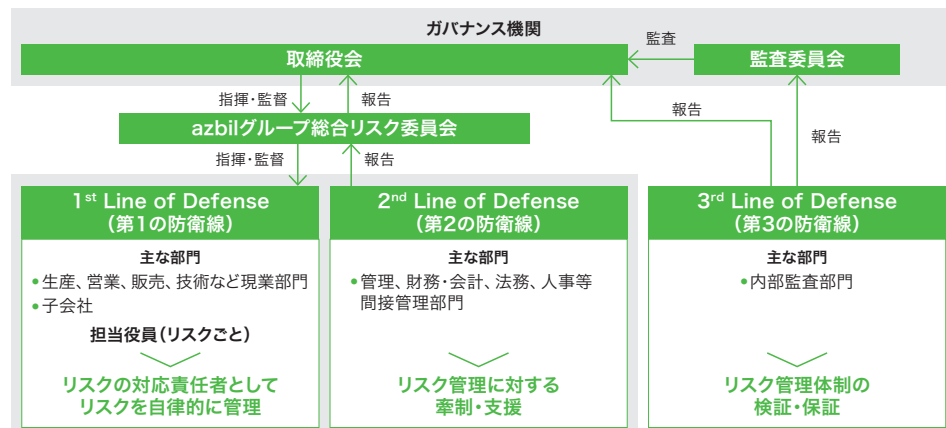 ガバナンス機関
取締役会
監査
監査委員会
指揮・監督
報告
報告
報告
azbilグループ総合リスク委員会
指揮・監督
報告
1st Line of Defense
(第1の防衛線)
主な部門
•生産、営業、販売、技術など現業部門
•子会社
担当役員(リスクごと)
リスクの対応責任者として
リスクを自律的に管理
2nd Line of Defense
(第2の防衛線)
主な部門
•管理、財務・会計、法務、人事等
間接管理部門
リスク管理に対する
牽制・支援
3rd Line of Defense
(第3の防衛線)
主な部門
•内部監査部門
リスク管理体制の
検証・保証